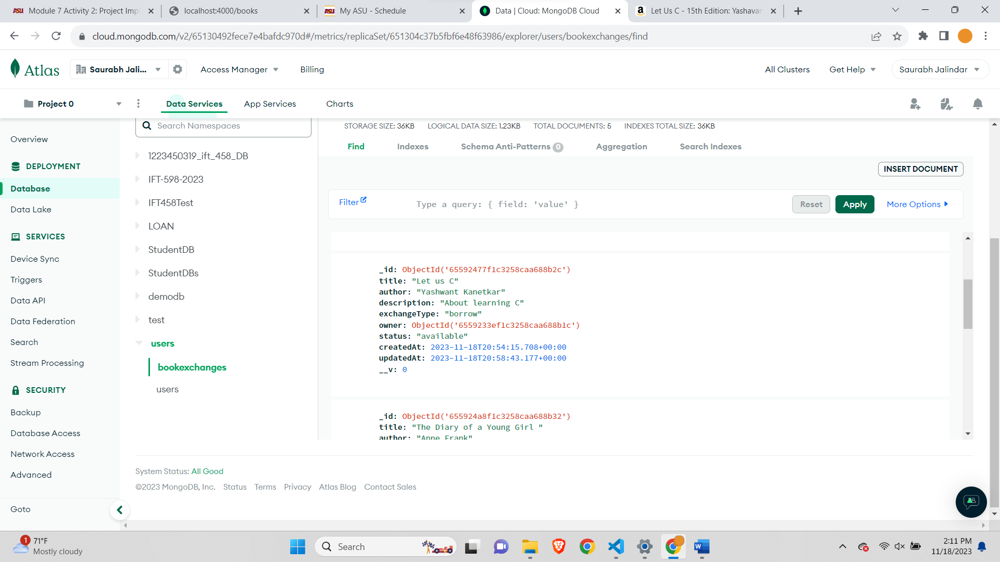 ASU Module 7 Activity 2: Project Impl
localhost:4000/books
ASU My ASU - Schedule
Data | Cloud: MongoDB Cloud
a Let Us C - 15th Edition: Yashavan
cloud.mongodb.com/v2/65130492fece7e4bafdc970d#/metrics/replicaSet/651304c37b5fbf6e48f63986/explorer/users/bookexchanges/find
Atlas
Saurabh Jali...
Access Manager
Billing
All Clusters
Get Help
Saurabh Jalindar
Project 0
Data Services
App Services
Charts
Overview
DEPLOYMENT
Database
Data Lake
SERVICES
Device Sync
Triggers
Data API
Data Federation
Search
Stream Processing
SECURITY
Backup
Database Access
Network Access
Advanced
Goto
Search Namespaces
1223450319_ift_458_DB
IFT-598-2023
IFT458Test
LOAN
StudentDB
StudentDBs
demodb
test
users
bookexchanges
users
STORAGE SIZE: 36KB LOGICAL DATA SIZE: 1.23KB TOTAL DOCUMENTS: 5 INDEXES TOTAL SIZE: 36KB
Find Indexes Schema Anti-Patterns 0 Aggregation Search Indexes
INSERT DOCUMENT
Filter Type a query: { field: 'value' } Reset Apply More Options
_id: ObjectId('65592477f1c3258caa688b2c')
title: "Let us C"
author: "Yashwant Kanetkar"
description: "About learning C"
exchangeType: "borrow"
owner: ObjectId('6559233ef1c3258caa688b1c')
status: "available"
createdAt: 2023-11-18T20:54:15.708+00:00
updatedAt: 2023-11-18T20:58:43.177+00:00
__v: 0
_id: ObjectId('655924a8f1c3258caa688b32')
title: "The Diary of a Young Girl "
author: "Anne Frank"
System Status: All Good
©2023 MongoDB, Inc. Status Terms Privacy Atlas Blog Contact Sales
1
71°F
Mostly cloudy
Search
2:11 PM
11/18/2023